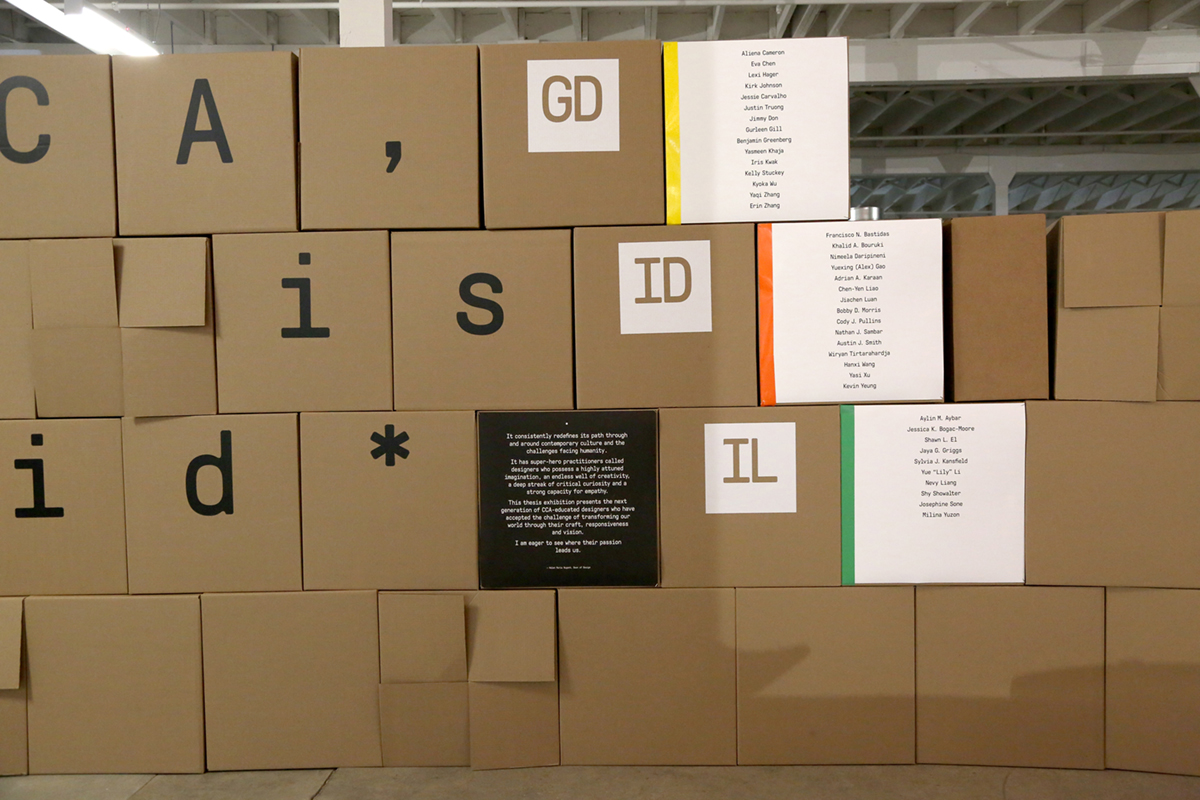 CA,
GD
Aliena Cameron
Eva Chen
Lexi Hager
Kirk Johnson
Jessie Carvalho
Justin Truong
Jimmy Don
Gurleen Gill
Benjamin Greenberg
Yasmeen Khaja
Iris Kwak
Kelly Stuckey
Kyoka Wu
Yaqi Zhang
Erin Zhang
is
ID
Francisco N. Bastidas
Khalid A. Bouruki
Nimeela Daripineni
Yuexing (Alex) Gao
Adrian A. Karaan
Chen-Yen Liao
Jiachen Luan
Bobby D. Morris
Cody J. Pullins
Nathan J. Sambar
Austin J. Smith
Wiryan Tirtarahardja
Hanxi Wang
Yasi Xu
Kevin Yeung
id*
*
It consistently redefines its path through
and around contemporary culture and the
challenges facing humanity.
It has super-hero practitioners called
designers who possess a highly attuned
imagination, an endless well of creativity,
a deep streak of critical curiosity and a
strong capacity for empathy.
This thesis exhibition presents the next
generation of CCA-educated designers who have
accepted the challenge of transforming our
world through their craft, responsiveness
and vision.
I am eager to see where their passion
leads us.
IL
Aylin M. Aybar
Jessica K. Bogac-Moore
Shawn L. El
Jaya G. Griggs
Sylvia J. Kansfield
Yue "Lily" Li
Nevy Liang
Shy Showalter
Josephine Sone
Milina Yuzon